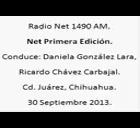 Radio Net 1490 AM.
Net Primera Edición.
Conduce: Daniela González Lara,
Ricardo Chávez Carbajal.
Cd. Juárez, Chihuahua.
30 Septiembre 2013.